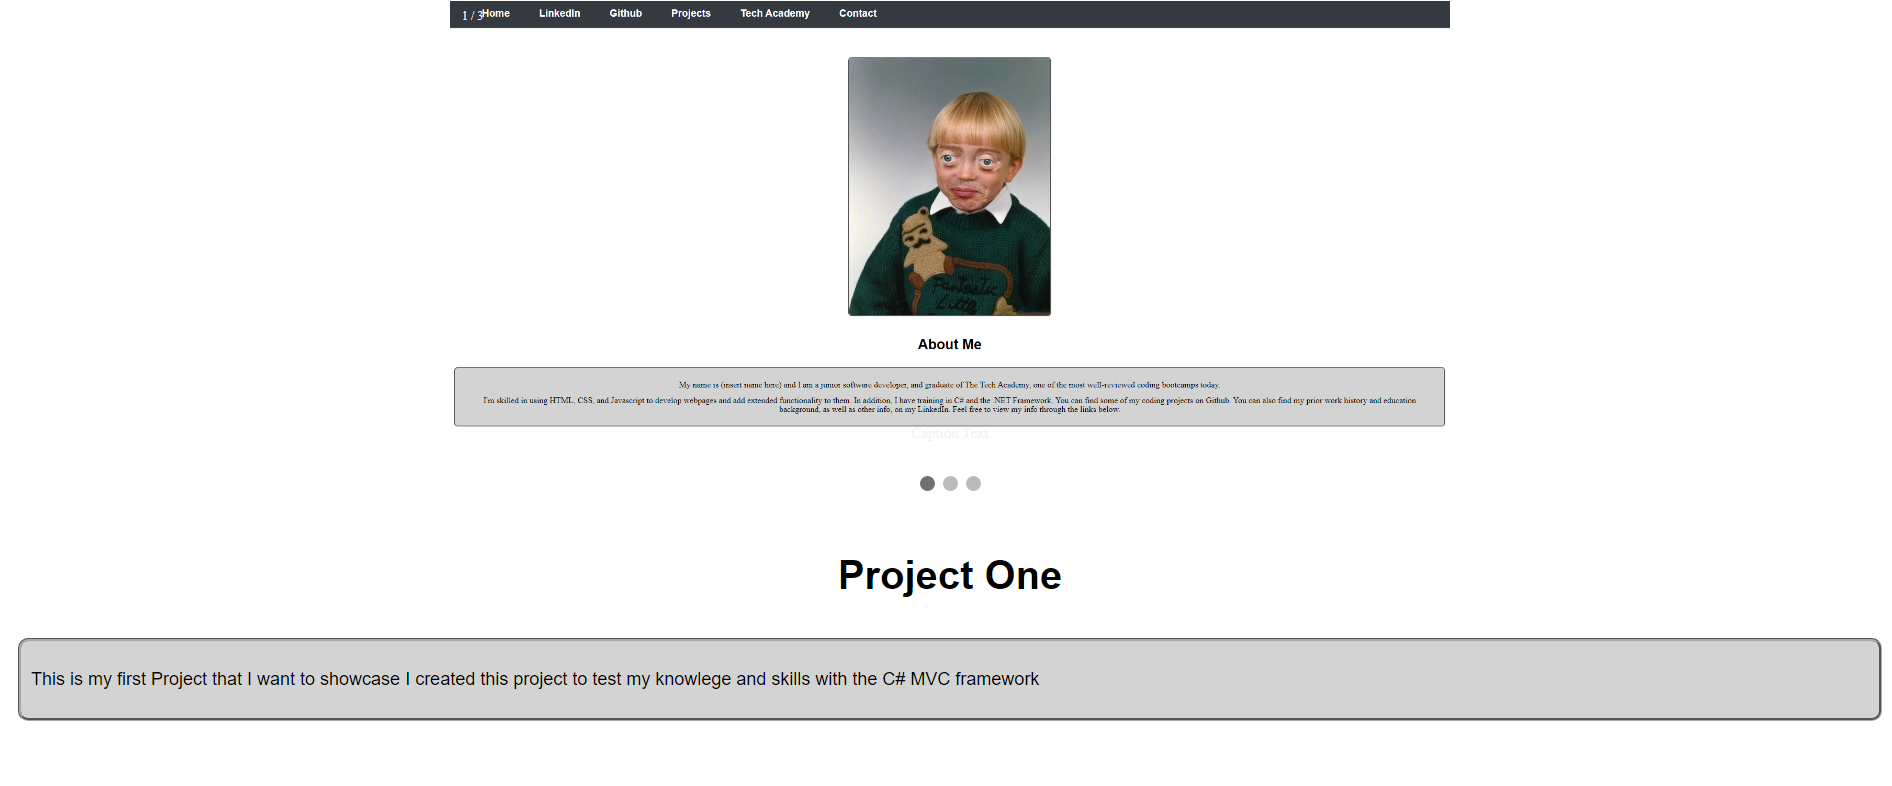 1 / 3 Home LinkedIn Github Projects Tech Academy Contact
Fantastic
Little
About Me
My name is (insert name here) and I am a junior software developer, and graduate of The Tech Academy, one of the most well-reviewed coding bootcamps today.
I'm skilled in using HTML, CSS, and Javascript to develop webpages and add extended functionality to them. In addition, I have training in C# and the .NET Framework. You can find some of my coding projects on Github. You can also find my prior work history and education
background, as well as other info, on my LinkedIn. Feel free to view my info through the links below.
Caption Text
Project One
This is my first Project that I want to showcase I created this project to test my knowlege and skills with the C# MVC framework